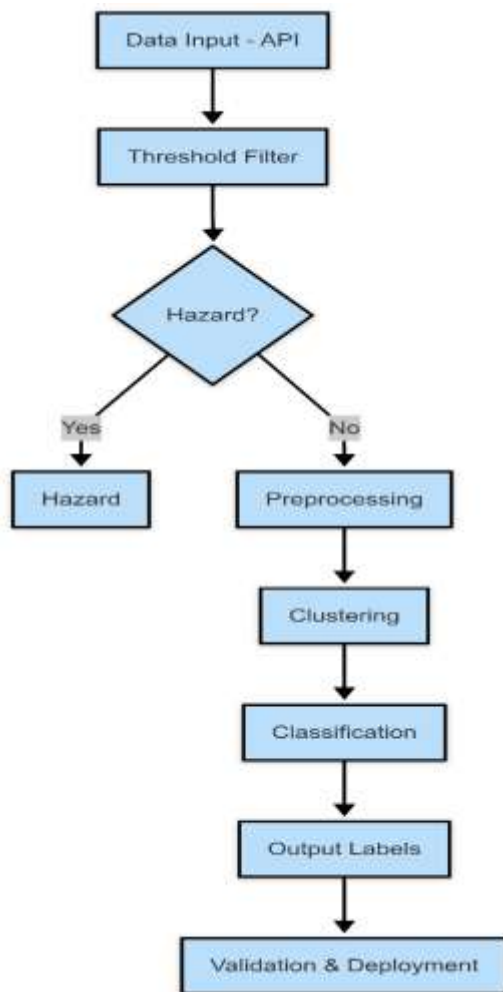 Data Input - API
Threshold Filter
Hazard?
Yes
No
Hazard
Preprocessing
Clustering
Classification
Output Labels
Validation & Deployment